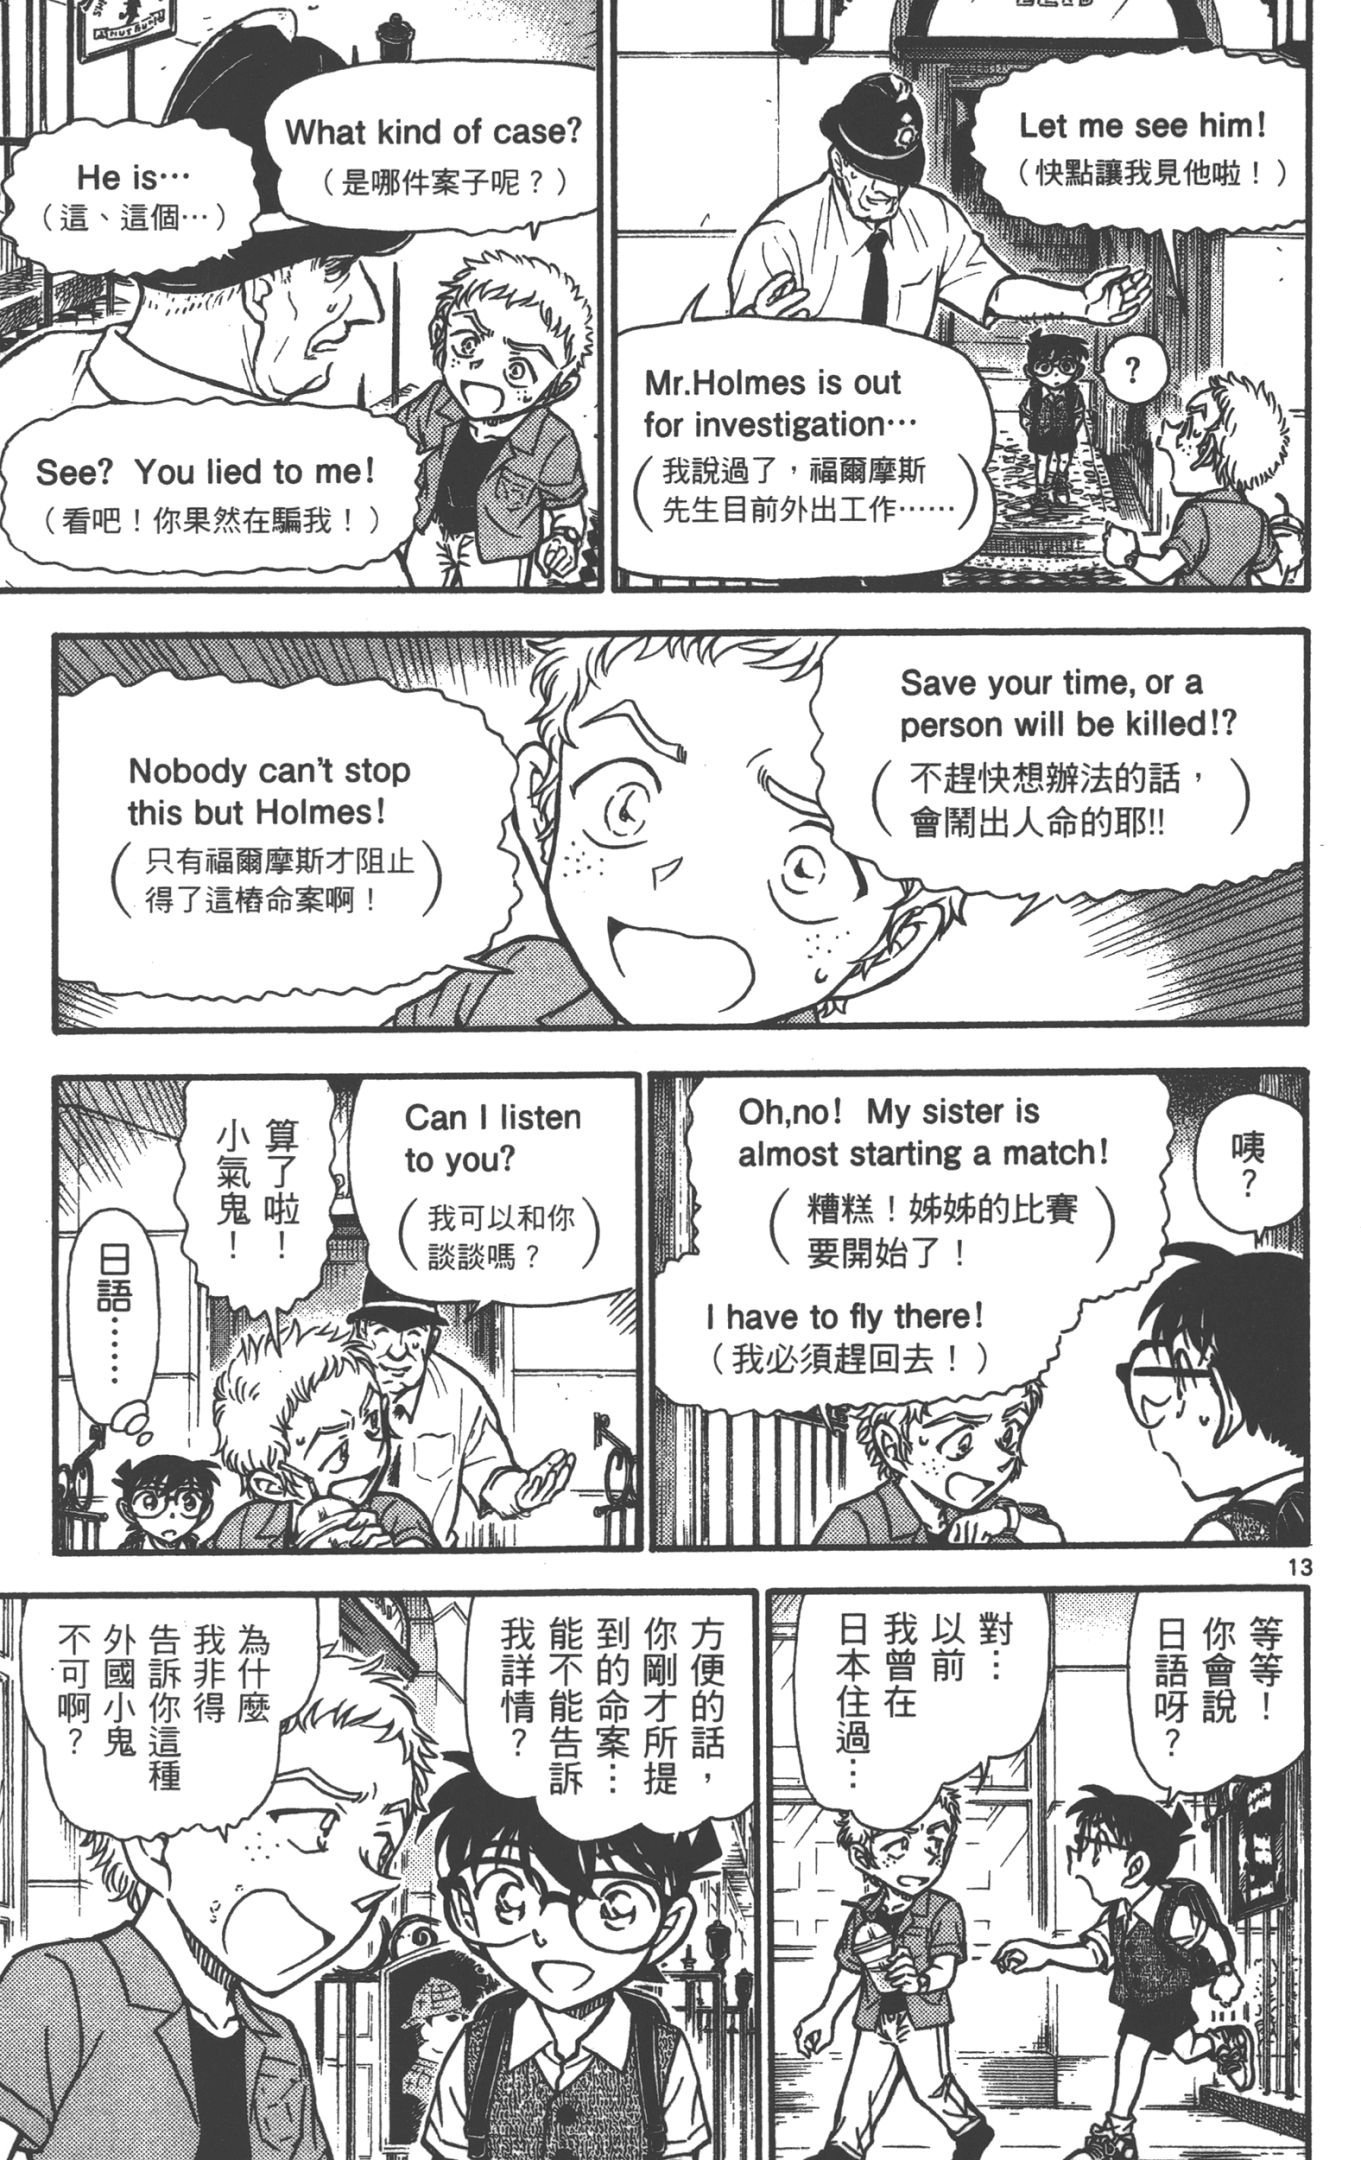 Let me see him!
（快點讓我見他啦！）
?
Mr.Holmes is out
for investigation…
（我說過了，福爾摩斯
先生目前外出工作……）
What kind of case?
（是哪件案子呢？）
He is…
（這、這個…）
See? You lied to me!
（看吧！你果然在騙我！）
Save your time, or a
person will be killed!?
（不趕快想辦法的話，
會鬧出人命的耶!!）
Nobody can't stop
this but Holmes!
（只有福爾摩斯才阻止
得了這樁命案啊！）
咦？
Oh,no! My sister is
almost starting a match!
（糟糕！姊姊的比賽
要開始了！）
I have to fly there!
（我必須趕回去！）
Can I listen
to you?
（我可以和你
談談嗎？）
算了啦！
小氣鬼！
日語……
13
等等！
你會說
日語呀？
對…
以前
我曾在
日本住過…
方便的話，
你剛才所提
到的命案…
能不能告訴
我詳情？
為什麼
我非得
告訴你這種
外國小鬼
不可啊？